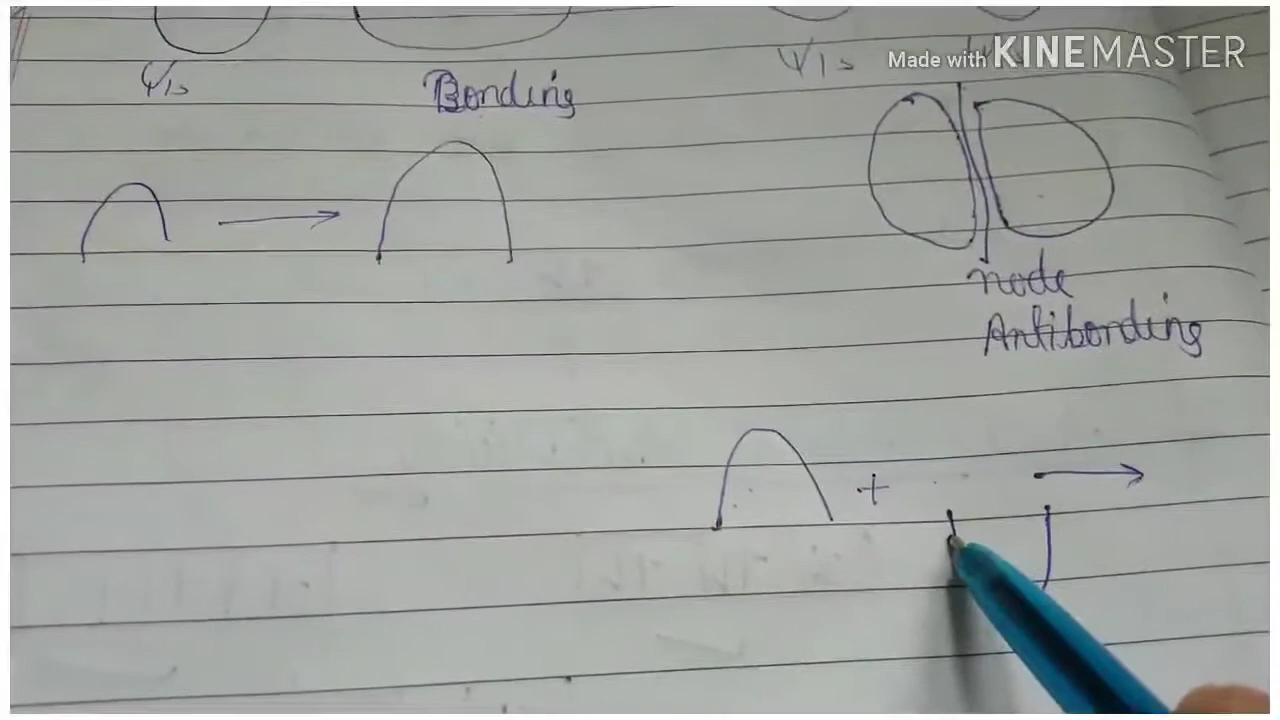 Made with KINEMASTER
ψ1s
ψ1s
Bonding
node
Antibonding
+